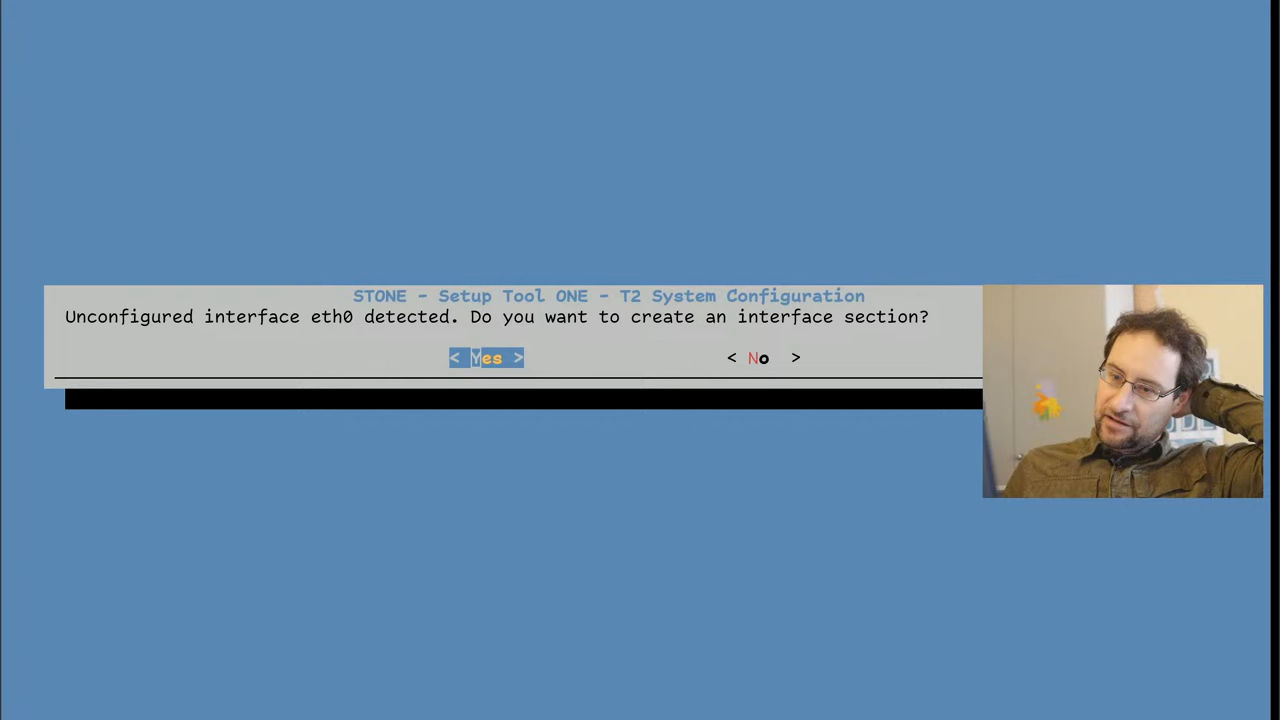 STONE - Setup Tool ONE - T2 System Configuration
Unconfigured interface eth0 detected. Do you want to create an interface section?
< Yes > < No >